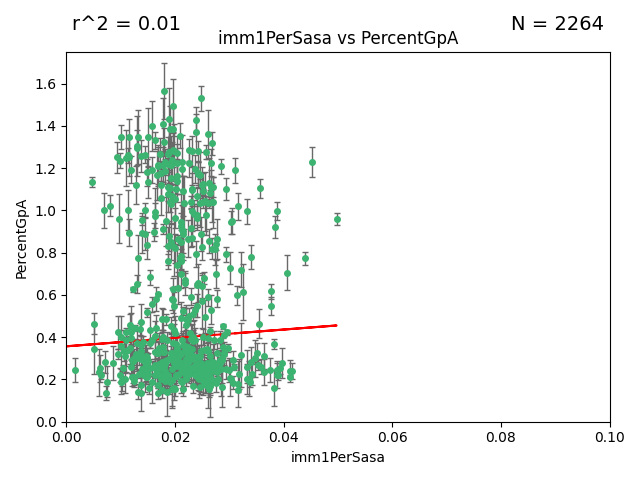 r^2 = 0.01
N = 2264
imm1PerSasa vs PercentGpA
PercentGpA
1.6
1.4
1.2
1.0
0.8
0.6
0.4
0.2
0.0
0.00 0.02 0.04 0.06 0.08 0.10
imm1PerSasa